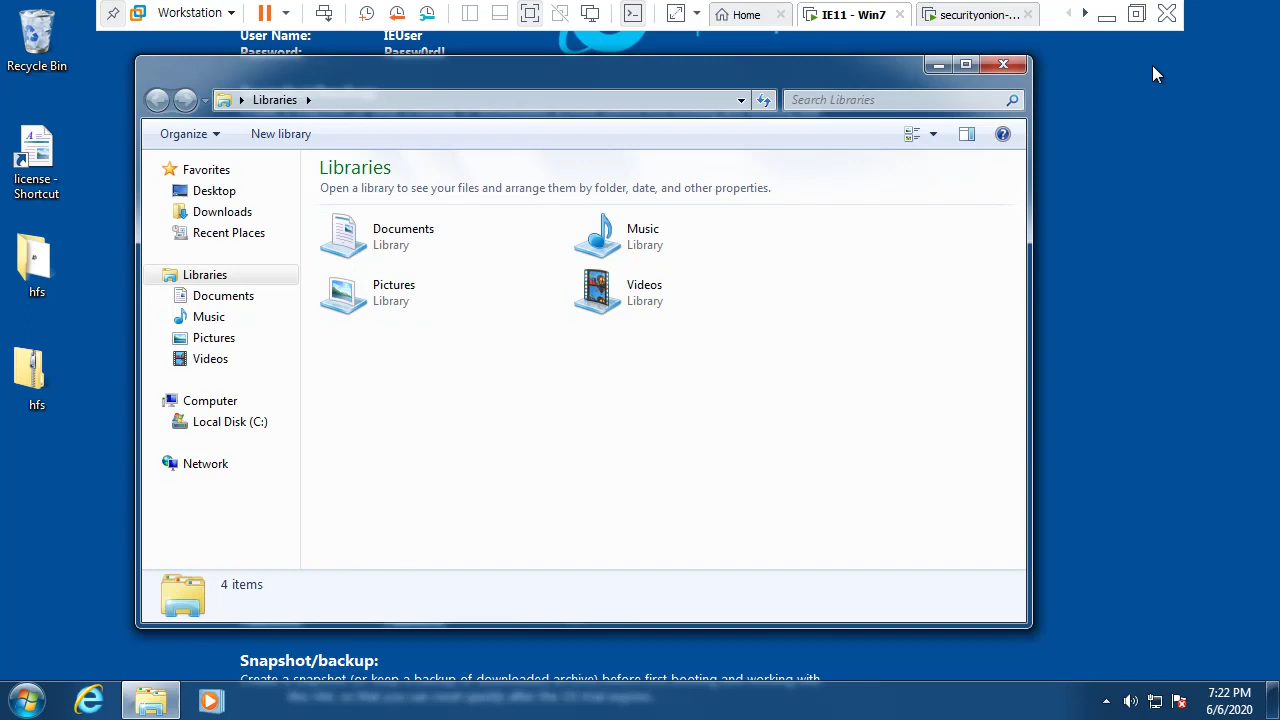 Workstation
Home
IE11 - Win7
securityonion-...
User Name:
IEUser
Password:
Passw0rd!
Recycle Bin
license -
Shortcut
hfs
hfs
Libraries
Search Libraries
Organize
New library
Favorites
Desktop
Downloads
Recent Places
Libraries
Documents
Music
Pictures
Videos
Computer
Local Disk (C:)
Network
Libraries
Open a library to see your files and arrange them by folder, date, and other properties.
Documents
Library
Music
Library
Pictures
Library
Videos
Library
4 items
Snapshot/backup:
Create a snapshot (or keep a backup of downloaded archive) before first booting and working with
7:22 PM
6/6/2020